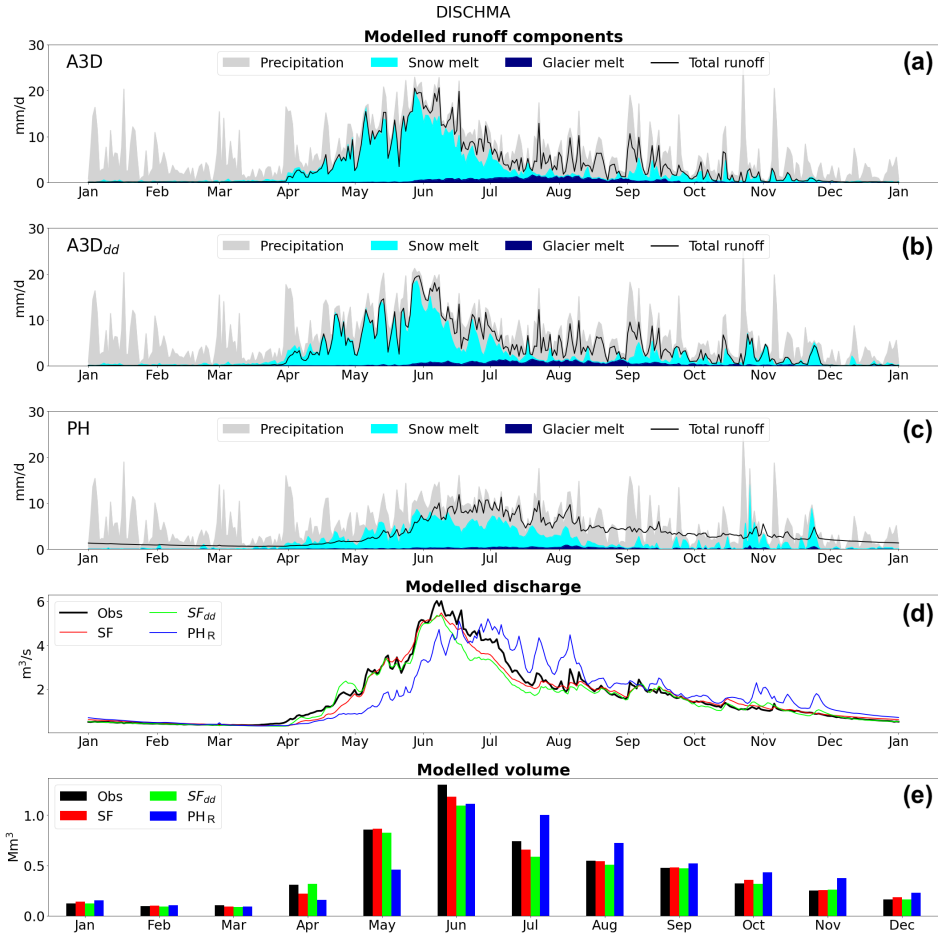 DISCHMA
Modelled runoff components
A3D
Precipitation Snow melt Glacier melt Total runoff
(a)
30
20
10
0
mm/d
Jan Feb Mar Apr May Jun Jul Aug Sep Oct Nov Dec Jan
A3D_dd
Precipitation Snow melt Glacier melt Total runoff
(b)
30
20
10
0
mm/d
Jan Feb Mar Apr May Jun Jul Aug Sep Oct Nov Dec Jan
PH
Precipitation Snow melt Glacier melt Total runoff
(c)
30
20
10
0
mm/d
Jan Feb Mar Apr May Jun Jul Aug Sep Oct Nov Dec Jan
Modelled discharge
Obs SF_dd
SF PH_R
(d)
6
4
2
m³/s
Jan Feb Mar Apr May Jun Jul Aug Sep Oct Nov Dec Jan
Modelled volume
Obs SF_dd
SF PH_R
(e)
1.0
0.5
0.0
Mm³
Jan Feb Mar Apr May Jun Jul Aug Sep Oct Nov Dec